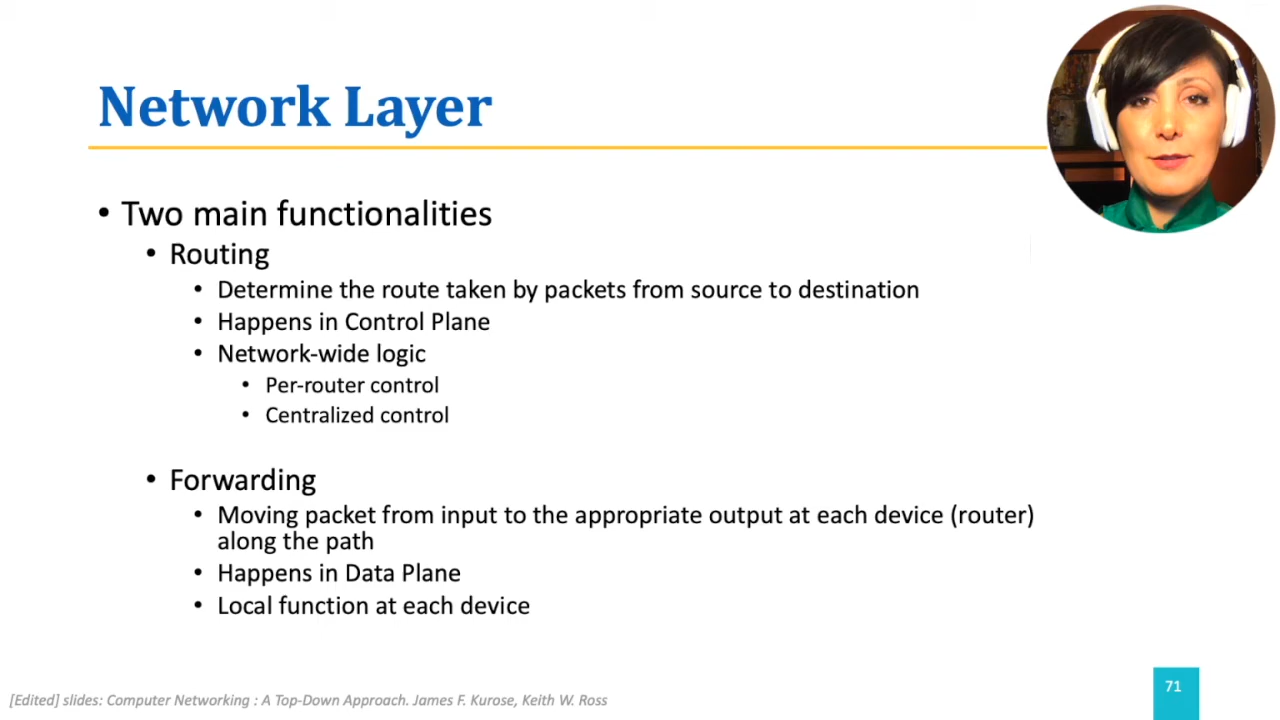 Network Layer
• Two main functionalities
• Routing
• Determine the route taken by packets from source to destination
• Happens in Control Plane
• Network-wide logic
• Per-router control
• Centralized control
• Forwarding
• Moving packet from input to the appropriate output at each device (router)
along the path
• Happens in Data Plane
• Local function at each device
[Edited] slides: Computer Networking : A Top-Down Approach. James F. Kurose, Keith W. Ross
71